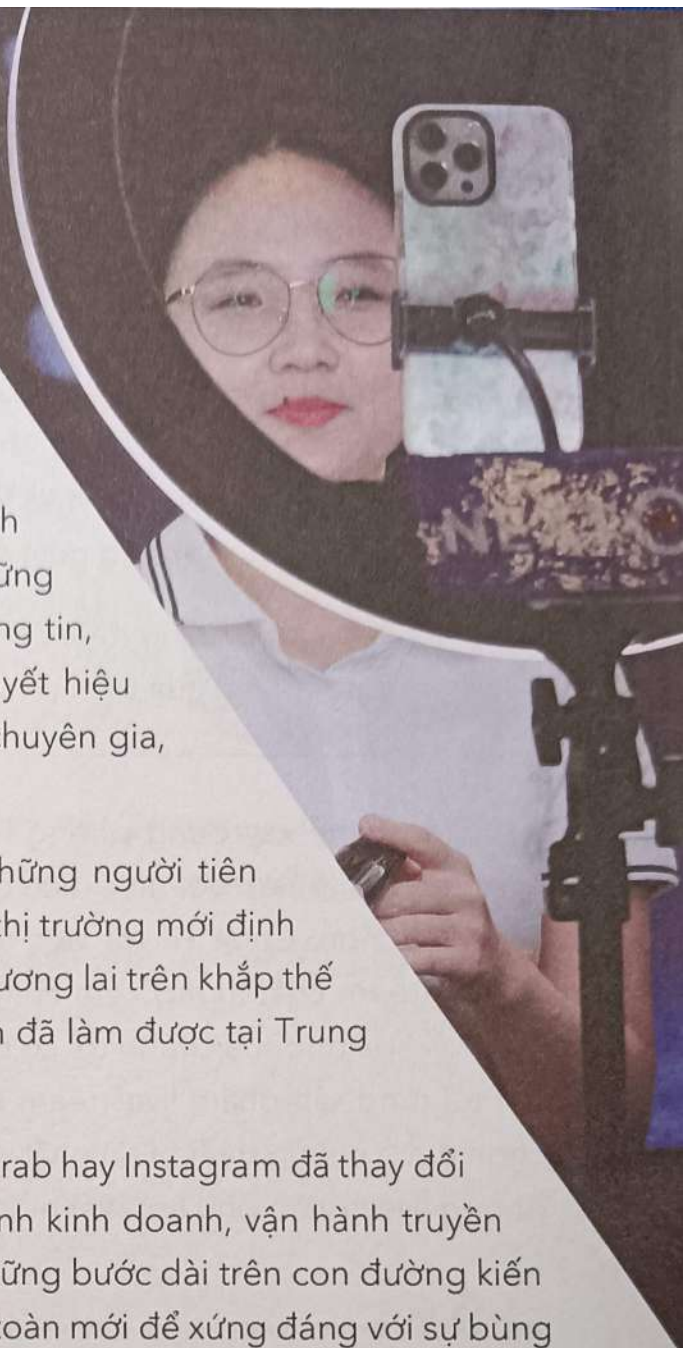 h
ững
ng tin,
yết hiệu
huyên gia,
hững người tiên
hị trường mới định
ương lai trên khắp thế
đã làm được tại Trung
rab hay Instagram đã thay đổi
nh kinh doanh, vận hành truyền
ững bước dài trên con đường kiến
toàn mới để xứng đáng với sự bùng